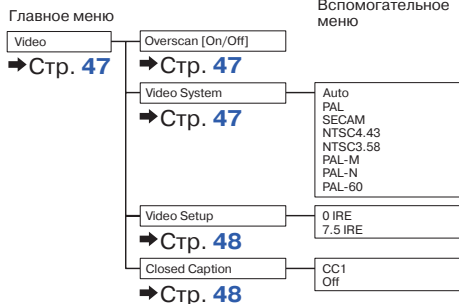 Главное меню
Вспомогательное
меню
Video
➡Стр. 47
Overscan [On/Off]
➡Стр. 47
Video System
➡Стр. 47
Auto
PAL
SECAM
NTSC4.43
NTSC3.58
PAL-M
PAL-N
PAL-60
Video Setup
➡Стр. 48
0 IRE
7.5 IRE
Closed Caption
➡Стр. 48
CC1
Off